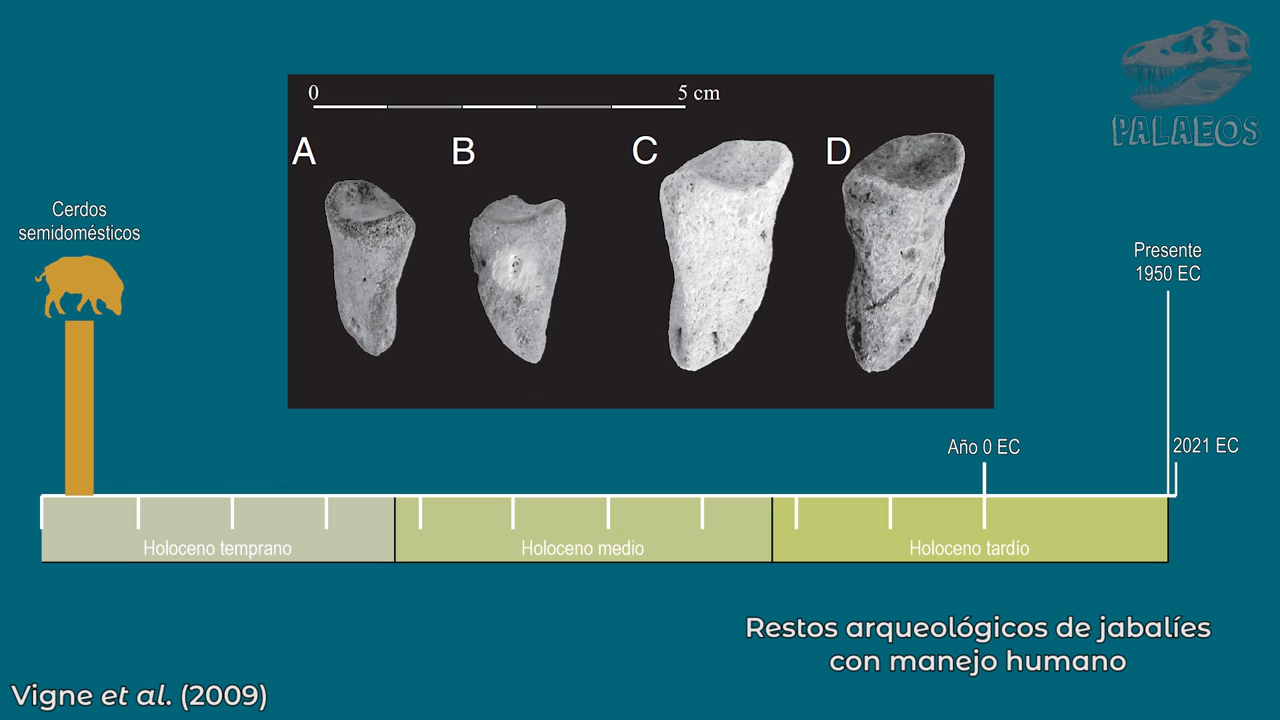 PALAEOS
0 5 cm
A B C D
Cerdos
semidomésticos
Presente
1950 EC
Año 0 EC
2021 EC
Holoceno temprano
Holoceno medio
Holoceno tardío
Restos arqueológicos de jabalíes
con manejo humano
Vigne et al. (2009)